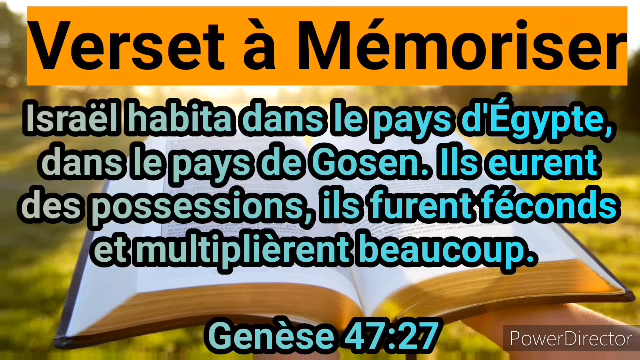 Verset à Mémoriser
Israël habita dans le pays d'Égypte,
dans le pays de Gosen. Ils eurent
des possessions, ils furent féconds
et multiplièrent beaucoup.
Genèse 47:27
PowerDirector